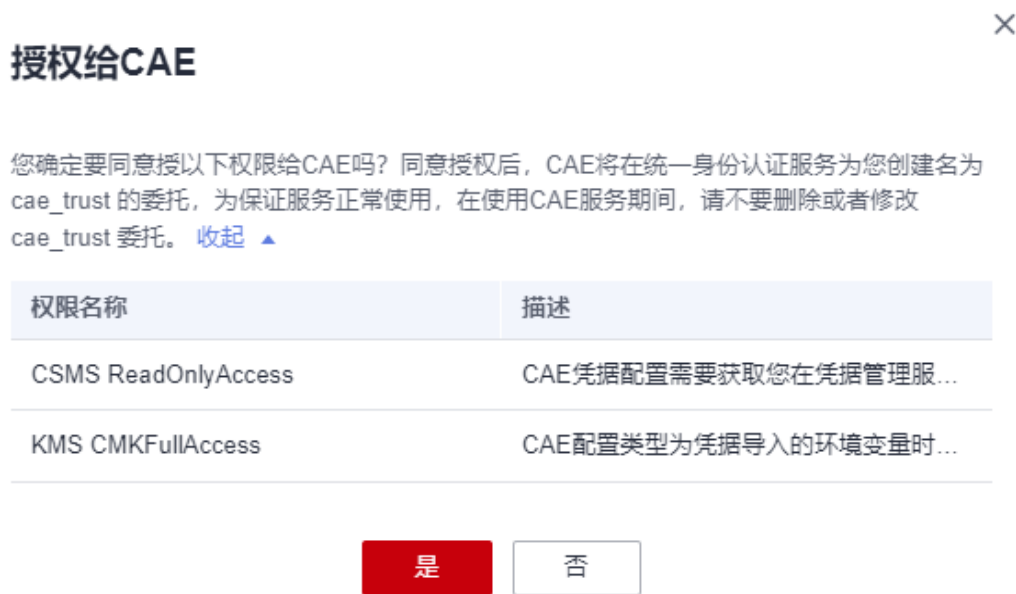 授权给CAE
您确定要同意授以下权限给CAE吗？同意授权后，CAE将在统一身份认证服务为您创建名为
cae_trust 的委托，为保证服务正常使用，在使用CAE服务期间，请不要删除或者修改
cae_trust 委托。 收起
权限名称 描述
CSMS ReadOnlyAccess CAE凭据配置需要获取您在凭据管理服...
KMS CMKFullAccess CAE配置类型为凭据导入的环境变量时...
是 否